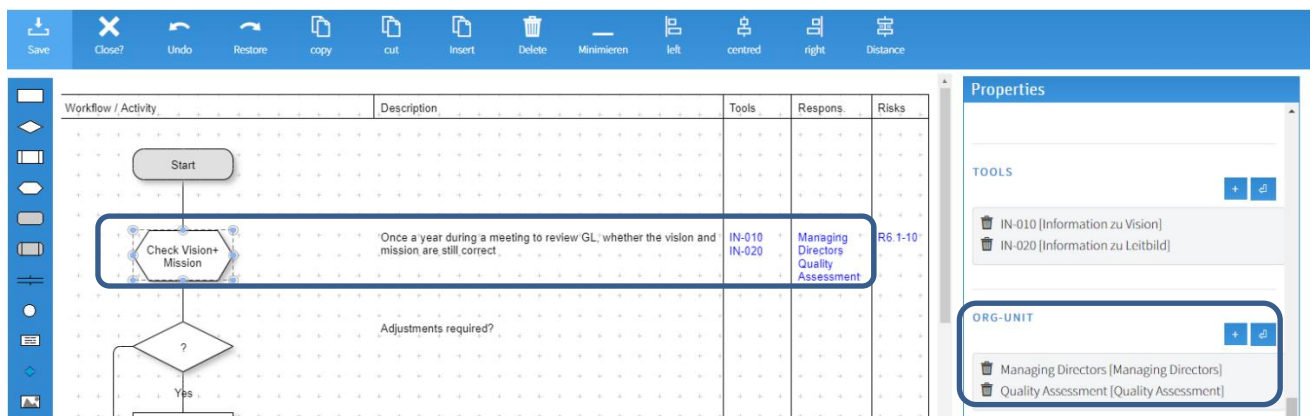 Save Close? Undo Restore copy cut Insert Delete Minimieren left centred right Distance
Workflow / Activity Description Tools Respons. Risks
Start
Check Vision+
Mission
Once a year during a meeting to review GL, whether the vision and
mission are still correct
IN-010
IN-020
Managing
Directors
Quality
Assessment
R6.1-10
Adjustments required?
?
Yes
Properties
TOOLS
+
IN-010 [Information zu Vision]
IN-020 [Information zu Leitbild]
ORG-UNIT
+
Managing Directors [Managing Directors]
Quality Assessment [Quality Assessment]